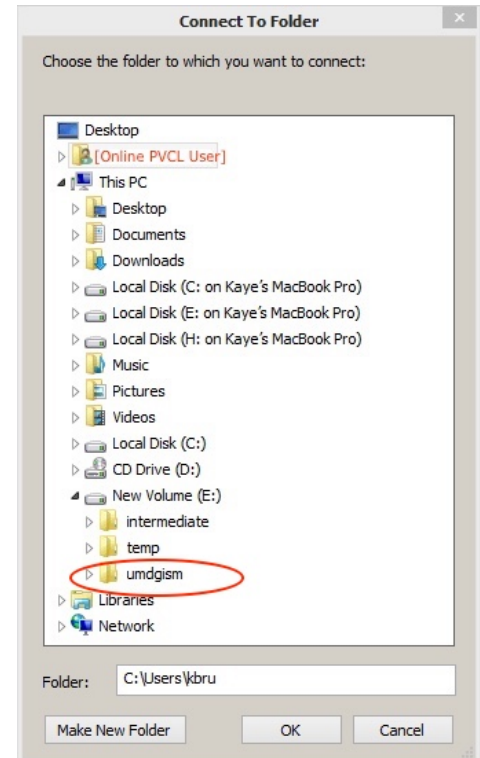 Connect To Folder
Choose the folder to which you want to connect:
Desktop
[Online PVCL User]
This PC
Desktop
Documents
Downloads
Local Disk (C: on Kaye's MacBook Pro)
Local Disk (E: on Kaye's MacBook Pro)
Local Disk (H: on Kaye's MacBook Pro)
Music
Pictures
Videos
Local Disk (C:)
CD Drive (D:)
New Volume (E:)
intermediate
temp
umdgism
Libraries
Network
Folder: C:\Users\kbru
Make New Folder OK Cancel